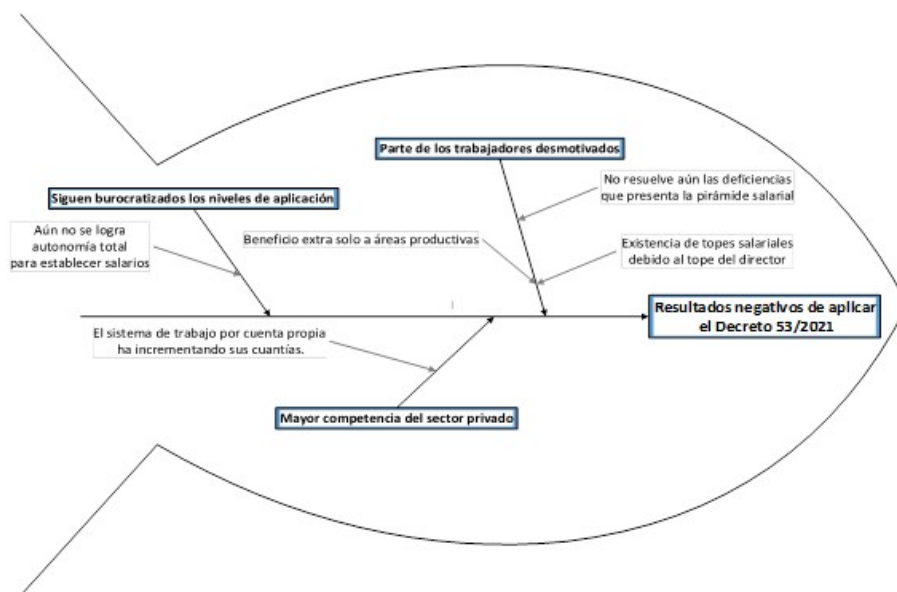 Parte de los trabajadores desmotivados
No resuelve aún las deficiencias
que presenta la pirámide salarial
Siguen burocratizados los niveles de aplicación
Aún no se logra
autonomía total
para establecer salarios
Beneficio extra solo a áreas productivas
Existencia de topes salariales
debido al tope del director
Resultados negativos de aplicar
el Decreto 53/2021
El sistema de trabajo por cuenta propia
ha incrementando sus cuantías.
Mayor competencia del sector privado